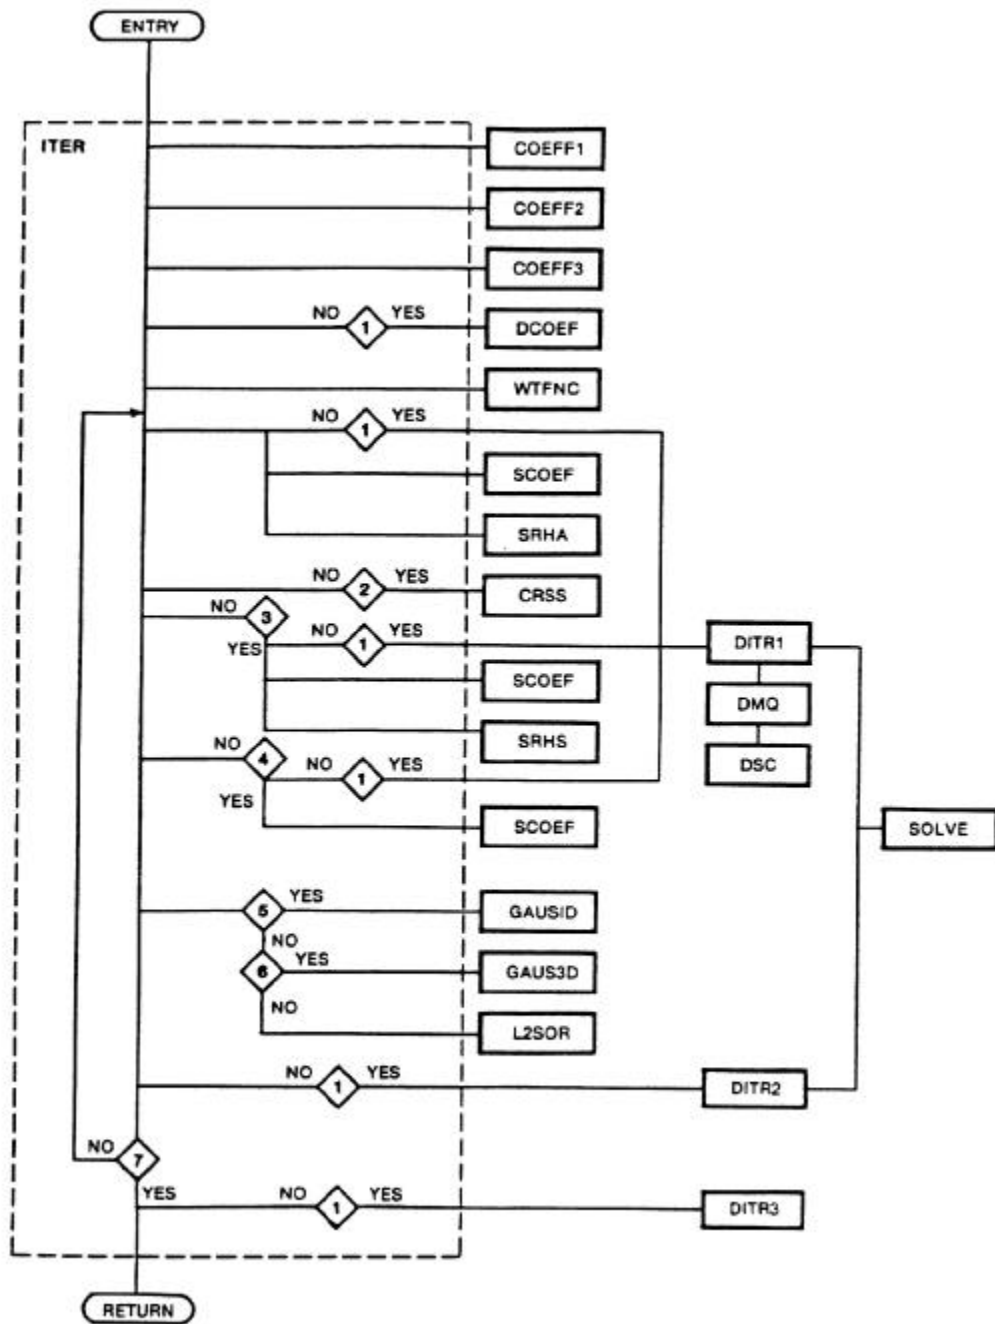 ENTRY
ITER
COEFF1
COEFF2
COEFF3
NO 1 YES DCOEF
WTFNC
NO 1 YES
SCOEF
SRHA
NO 2 YES CRSS
NO 3
YES NO 1 YES DITR1
SCOEF DMQ
SRHS
NO 4 DSC
YES NO 1 YES
SCOEF SOLVE
5 YES GAUSID
NO
6 YES GAUS3D
NO
L2SOR
NO 1 YES DITR2
NO 7
YES NO 1 YES DITR3
RETURN